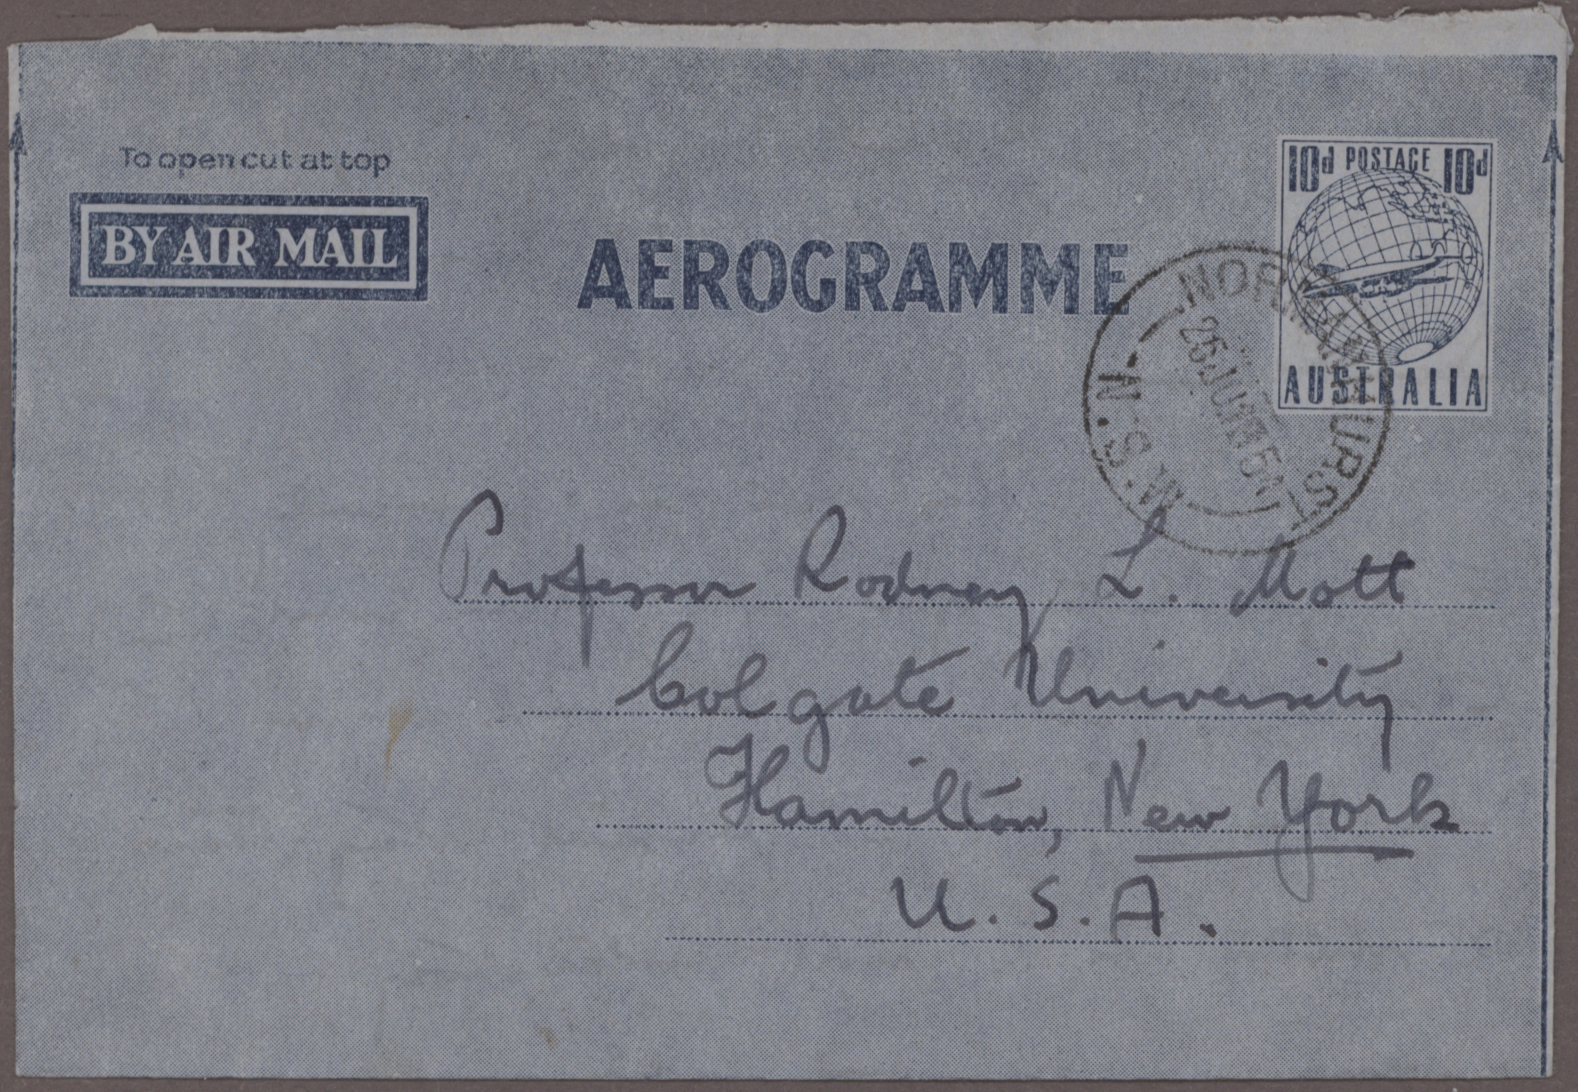 To open cut at top
BY AIR MAIL
AEROGRAMME
10d POSTAGE 10d
AUSTRALIA
NORMANHURST
N.S.W
Professor Rodney L. Mott
Colgate University
Hamilton, New York
U.S.A.